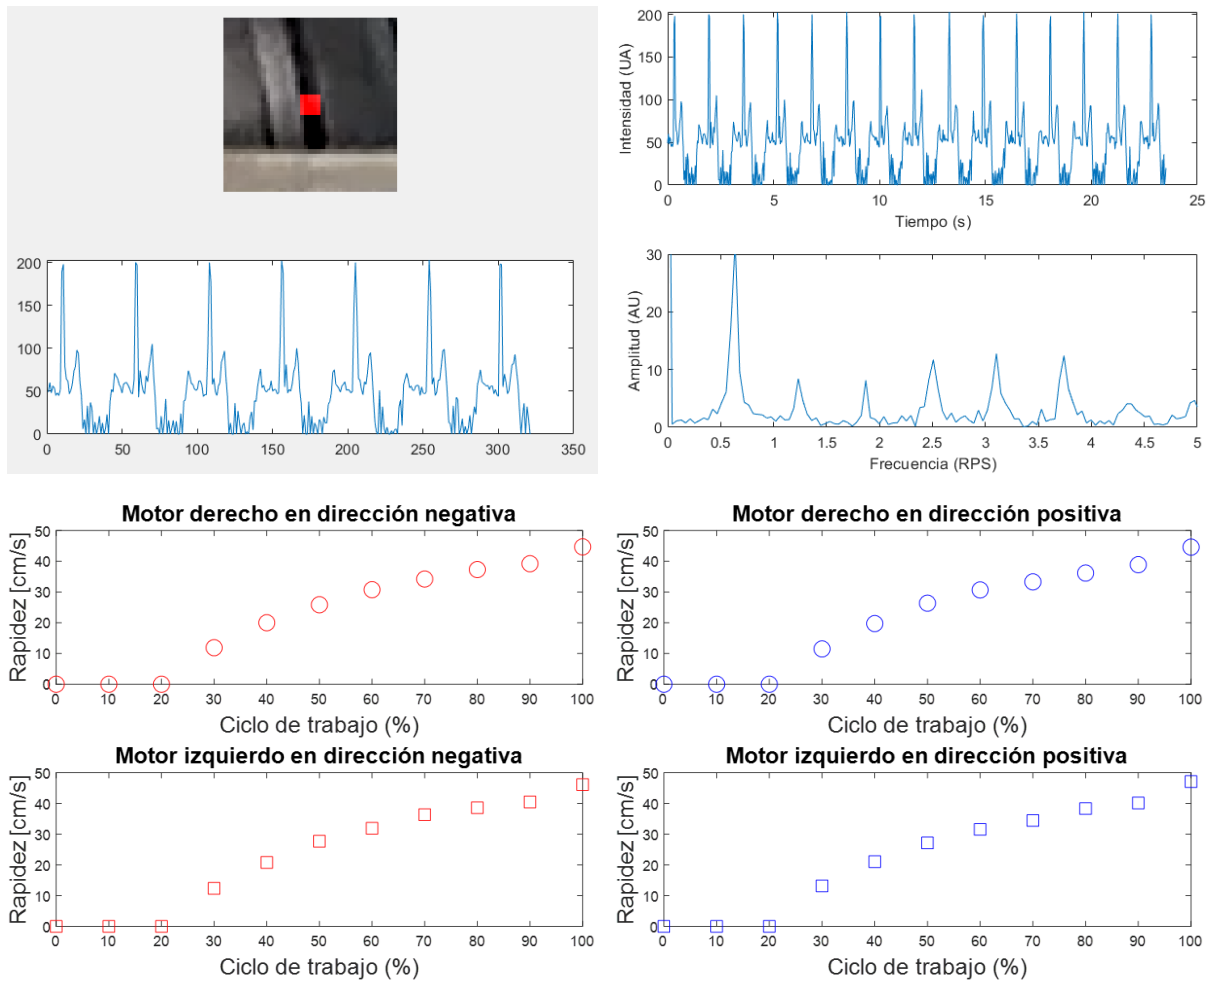 200
150
100
50
0
0 50 100 150 200 250 300 350
Intensidad (UA)
200
150
100
50
0
0 5 10 15 20 25
Tiempo (s)
Amplitud (AU)
30
20
10
0
0 0.5 1 1.5 2 2.5 3 3.5 4 4.5 5
Frecuencia (RPS)
Motor derecho en dirección negativa
Rapidez [cm/s]
50
40
30
20
10
0
0 10 20 30 40 50 60 70 80 90 100
Ciclo de trabajo (%)
Motor derecho en dirección positiva
Rapidez [cm/s]
50
40
30
20
10
0
0 10 20 30 40 50 60 70 80 90 100
Ciclo de trabajo (%)
Motor izquierdo en dirección negativa
Rapidez [cm/s]
50
40
30
20
10
0
0 10 20 30 40 50 60 70 80 90 100
Ciclo de trabajo (%)
Motor izquierdo en dirección positiva
Rapidez [cm/s]
50
40
30
20
10
0
0 10 20 30 40 50 60 70 80 90 100
Ciclo de trabajo (%)